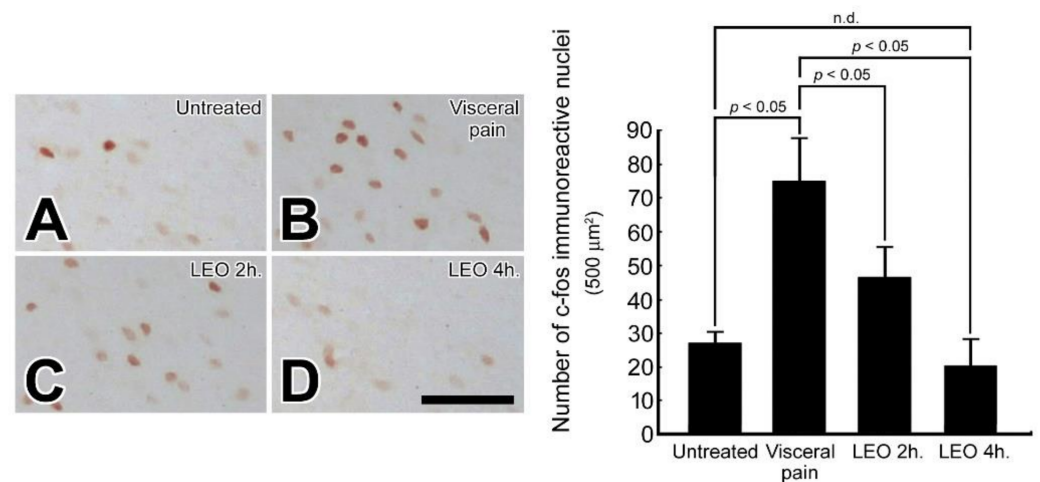 Untreated
A
Visceral
pain
B
LEO 2h.
C
LEO 4h.
D
Number of c-fos immunoreactive nuclei
(500 μm²)
n.d.
p < 0.05
p < 0.05
p < 0.05
90
80
70
60
50
40
30
20
10
0
Untreated
Visceral
pain
LEO 2h.
LEO 4h.